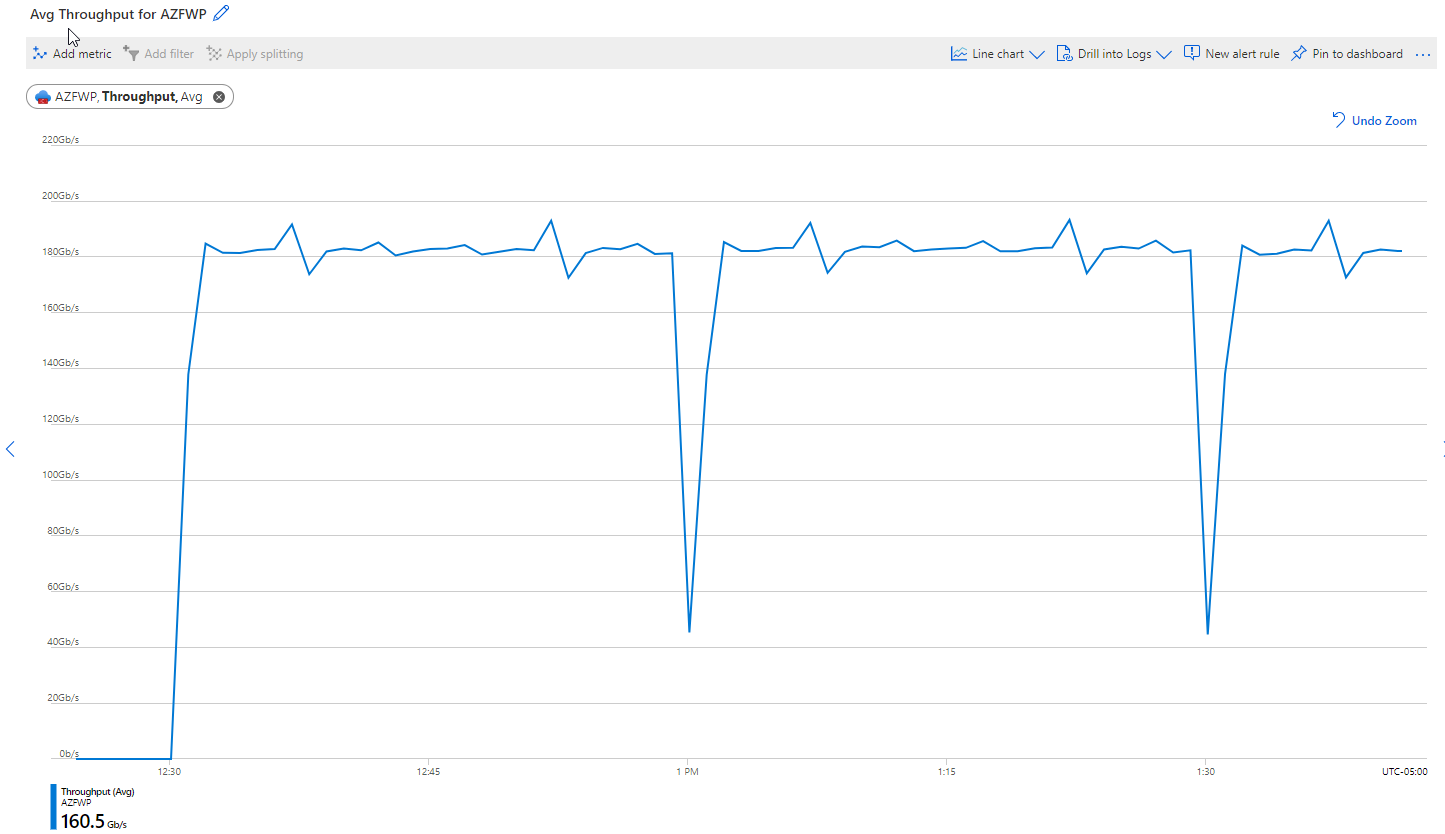 Avg Throughput for AZFWP
Add metric Add filter Apply splitting Line chart Drill into Logs New alert rule Pin to dashboard ...
AZFWP, Throughput, Avg
Undo Zoom
220Gb/s
200Gb/s
180Gb/s
160Gb/s
140Gb/s
120Gb/s
100Gb/s
80Gb/s
60Gb/s
40Gb/s
20Gb/s
0b/s
12:30 12:45 1 PM 1:15 1:30 UTC-05:00
Throughput (Avg)
AZFWP
160.5 Gb/s